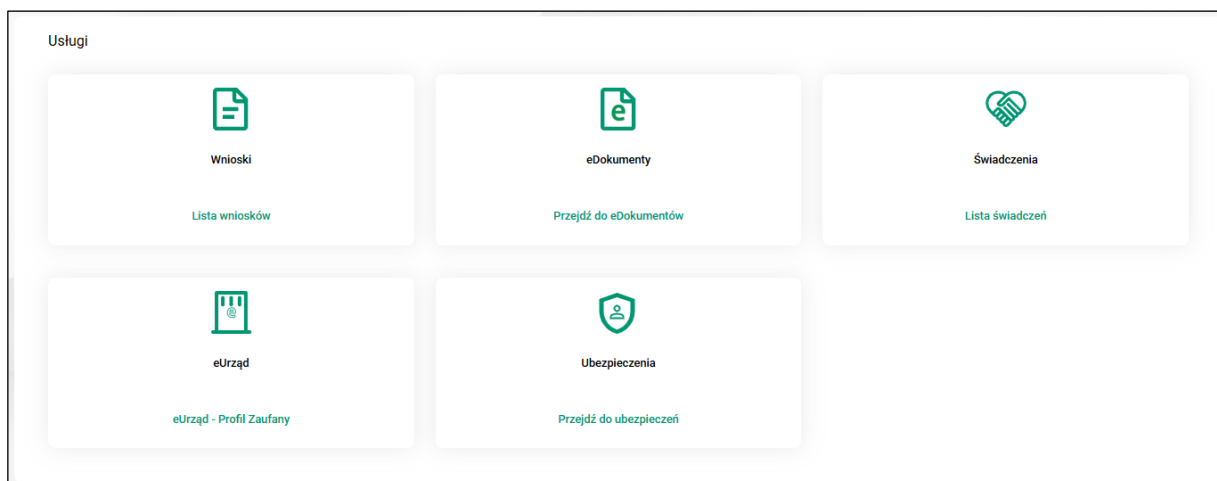 Usługi
Wnioski
Lista wniosków
eDokumenty
Przejdź do eDokumentów
Świadczenia
Lista świadczeń
eUrząd
eUrząd - Profil Zaufany
Ubezpieczenia
Przejdź do ubezpieczeń